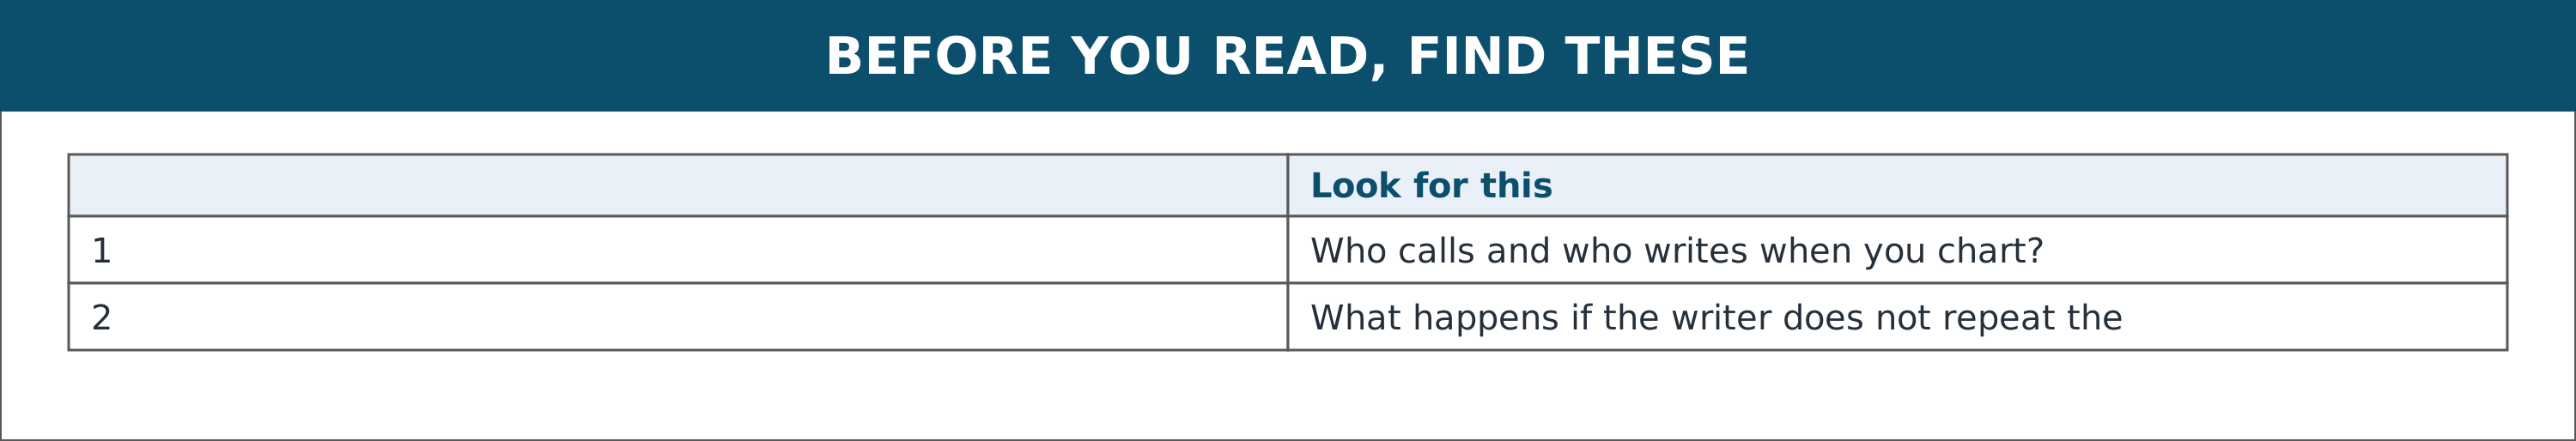 BEFORE YOU READ, FIND THESE
Look for this
1 Who calls and who writes when you chart?
2 What happens if the writer does not repeat the